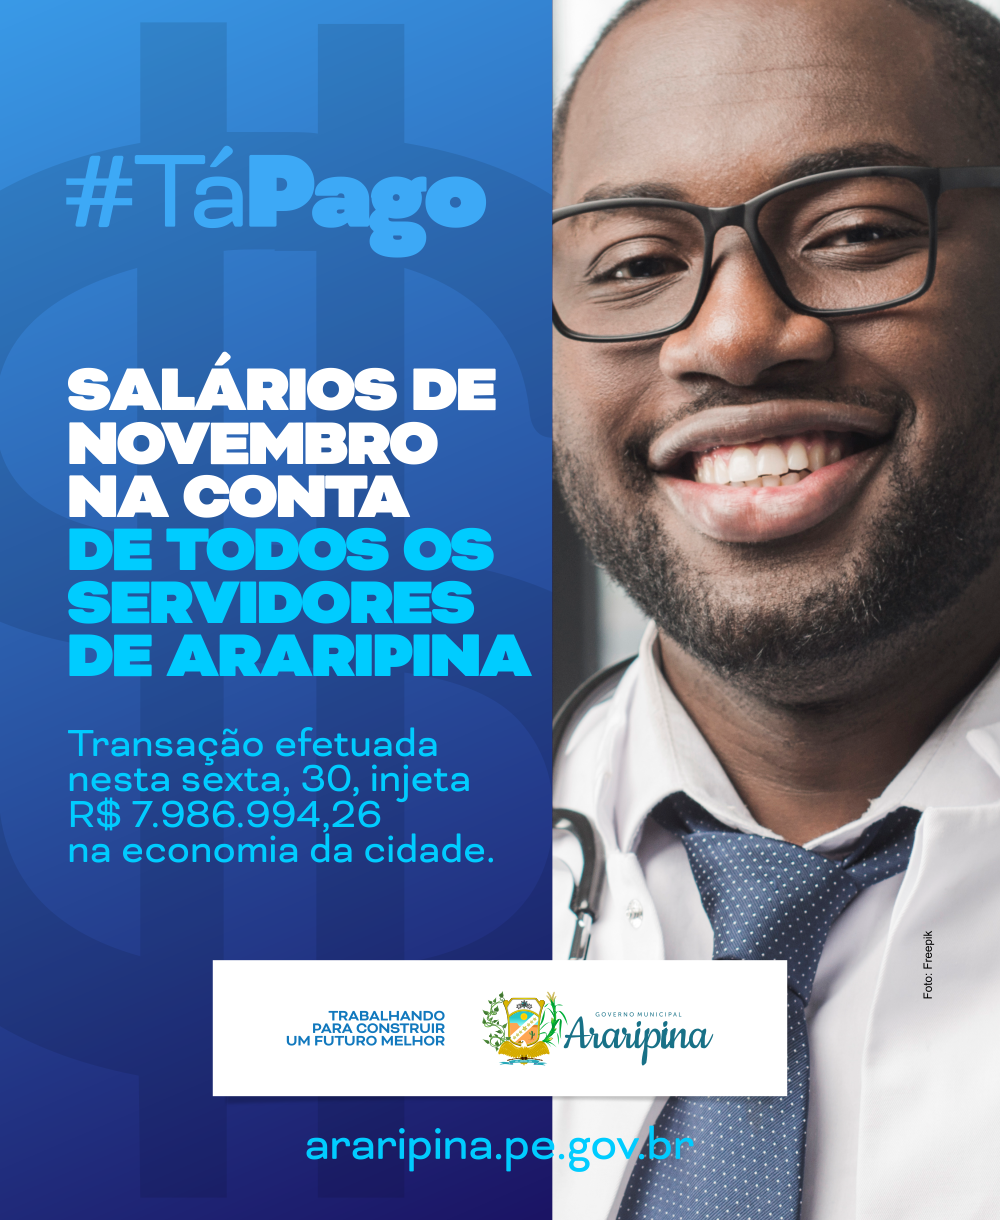 #TáPago
SALÁRIOS DE
NOVEMBRO
NA CONTA
DE TODOS OS
SERVIDORES
DE ARARIPINA
Transação efetuada
nesta sexta, 30, injeta
R$ 7.986.994,26
na economia da cidade.
Foto: Freepik
TRABALHANDO
PARA CONSTRUIR
UM FUTURO MELHOR
GOVERNO MUNICIPAL
Araripina
araripina.pe.gov.br